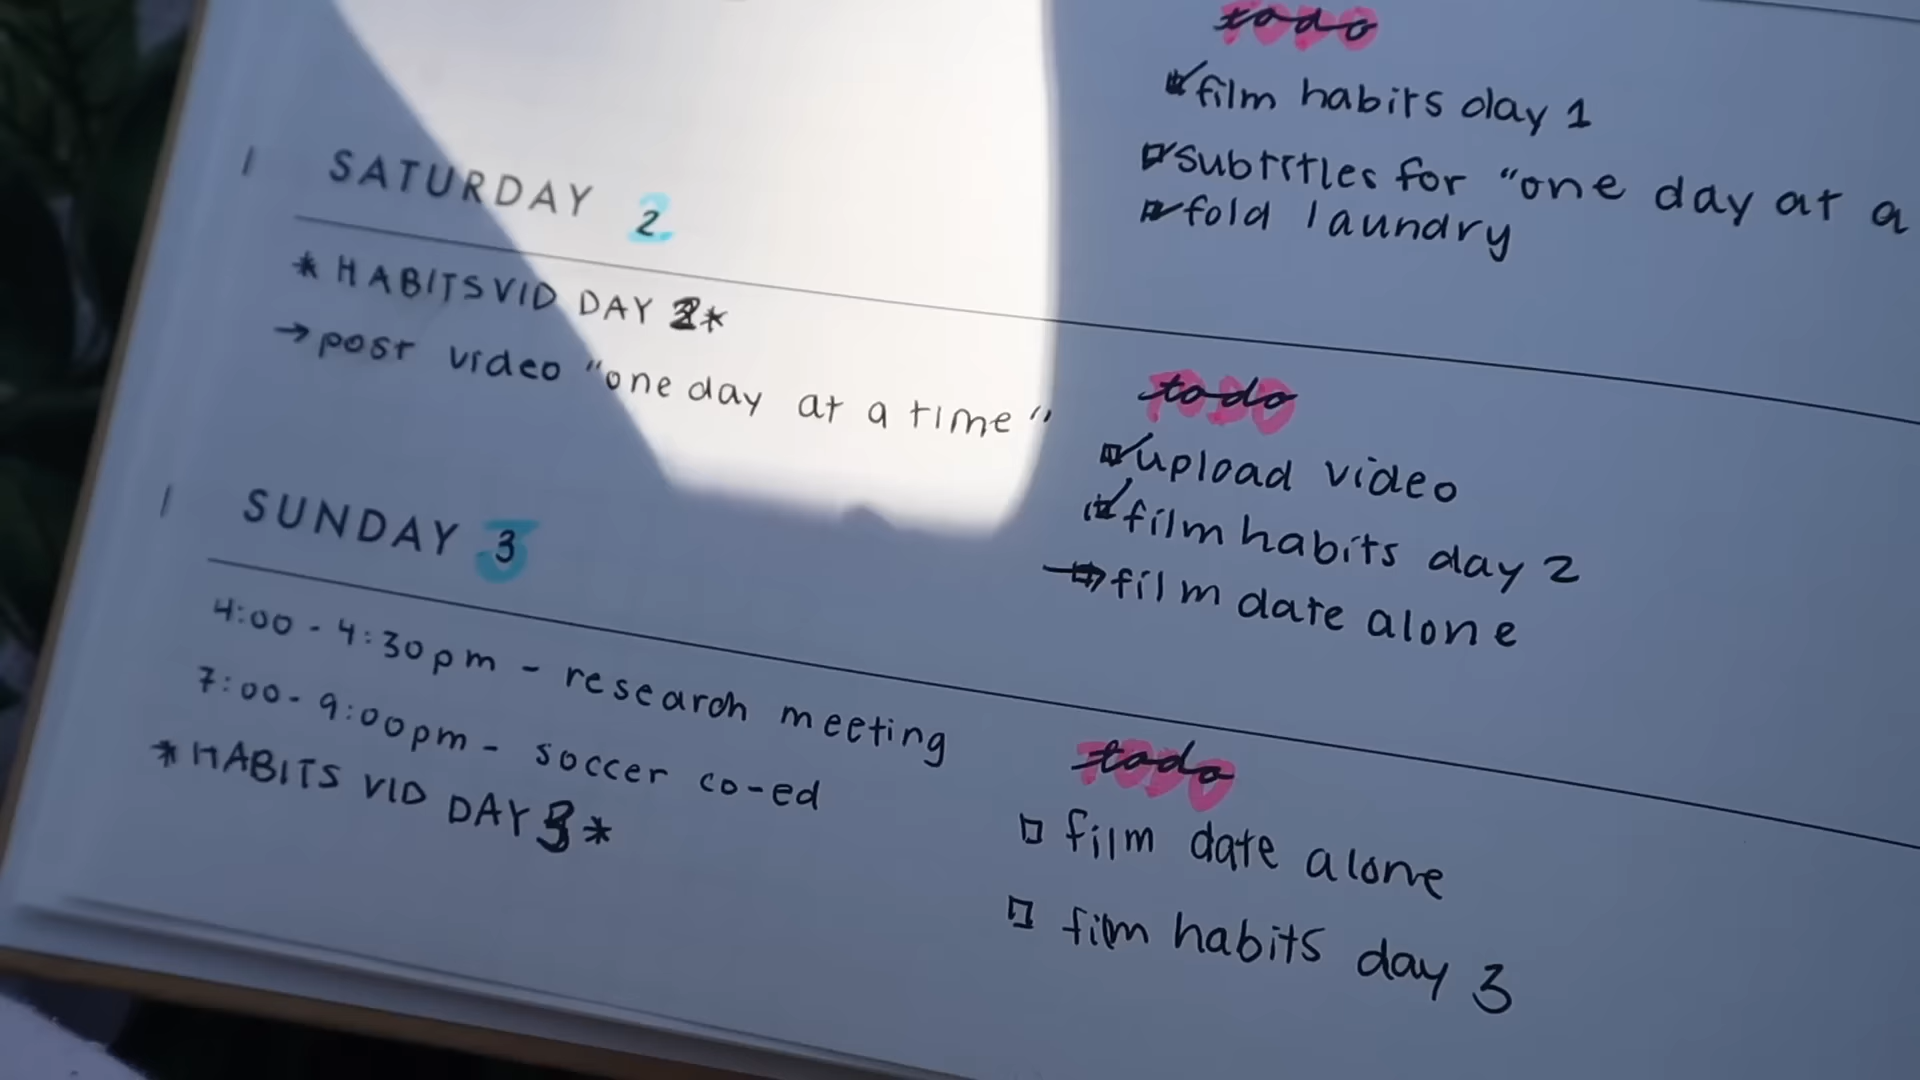 todo
film habits day 1
subtitles for "one day at a
fold laundry
SATURDAY 2
* HABITS VID DAY 2 *
→ post video "one day at a time"
todo
upload video
film habits day 2
→ film date alone
SUNDAY 3
4:00 - 4:30pm - research meeting
7:00 - 9:00pm - soccer co-ed
* HABITS VID DAY 3 *
todo
film date alone
film habits day 3